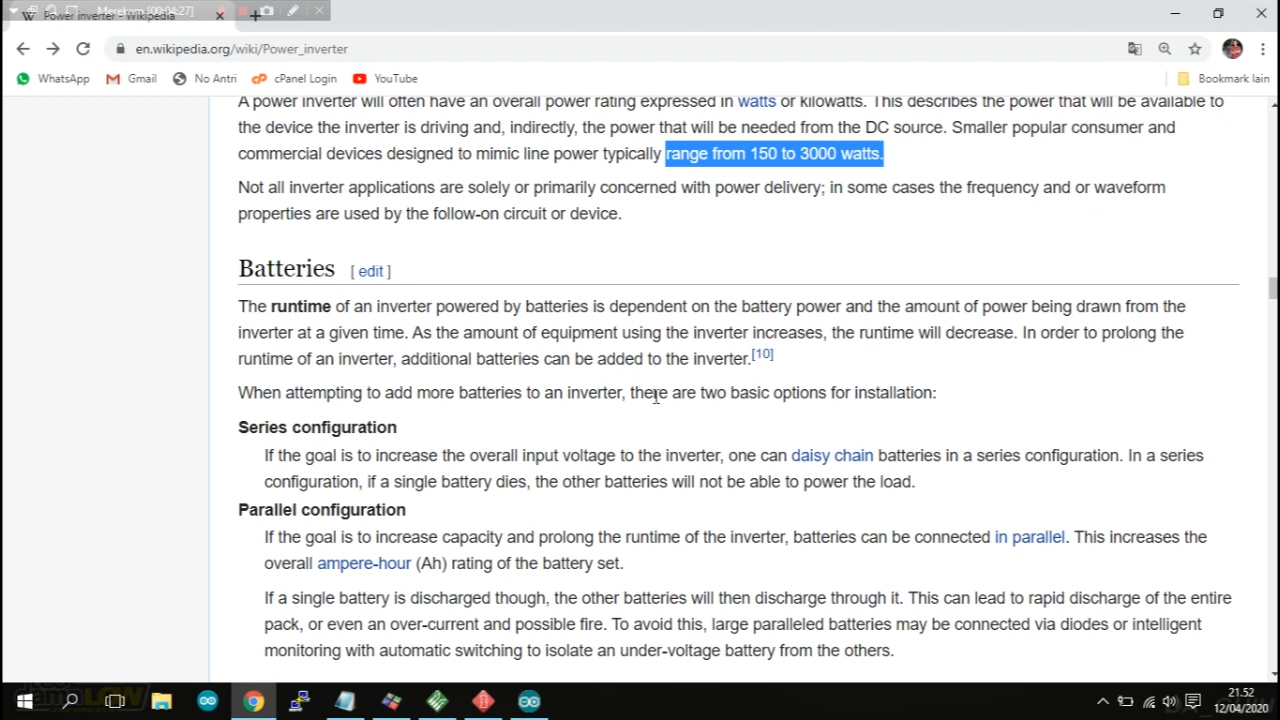 Power inverter - Wikipedia
Merekam [00:04:27]
en.wikipedia.org/wiki/Power_inverter
WhatsApp
Gmail
No Antri
cPanel Login
YouTube
Bookmark lain
A power inverter will often have an overall power rating expressed in watts or kilowatts. This describes the power that will be available to
the device the inverter is driving and, indirectly, the power that will be needed from the DC source. Smaller popular consumer and
commercial devices designed to mimic line power typically range from 150 to 3000 watts.
Not all inverter applications are solely or primarily concerned with power delivery; in some cases the frequency and or waveform
properties are used by the follow-on circuit or device.
Batteries [ edit ]
The runtime of an inverter powered by batteries is dependent on the battery power and the amount of power being drawn from the
inverter at a given time. As the amount of equipment using the inverter increases, the runtime will decrease. In order to prolong the
runtime of an inverter, additional batteries can be added to the inverter.[10]
When attempting to add more batteries to an inverter, there are two basic options for installation:
Series configuration
If the goal is to increase the overall input voltage to the inverter, one can daisy chain batteries in a series configuration. In a series
configuration, if a single battery dies, the other batteries will not be able to power the load.
Parallel configuration
If the goal is to increase capacity and prolong the runtime of the inverter, batteries can be connected in parallel. This increases the
overall ampere-hour (Ah) rating of the battery set.
If a single battery is discharged though, the other batteries will then discharge through it. This can lead to rapid discharge of the entire
pack, or even an over-current and possible fire. To avoid this, large paralleled batteries may be connected via diodes or intelligent
monitoring with automatic switching to isolate an under-voltage battery from the others.
21.52
12/04/2020